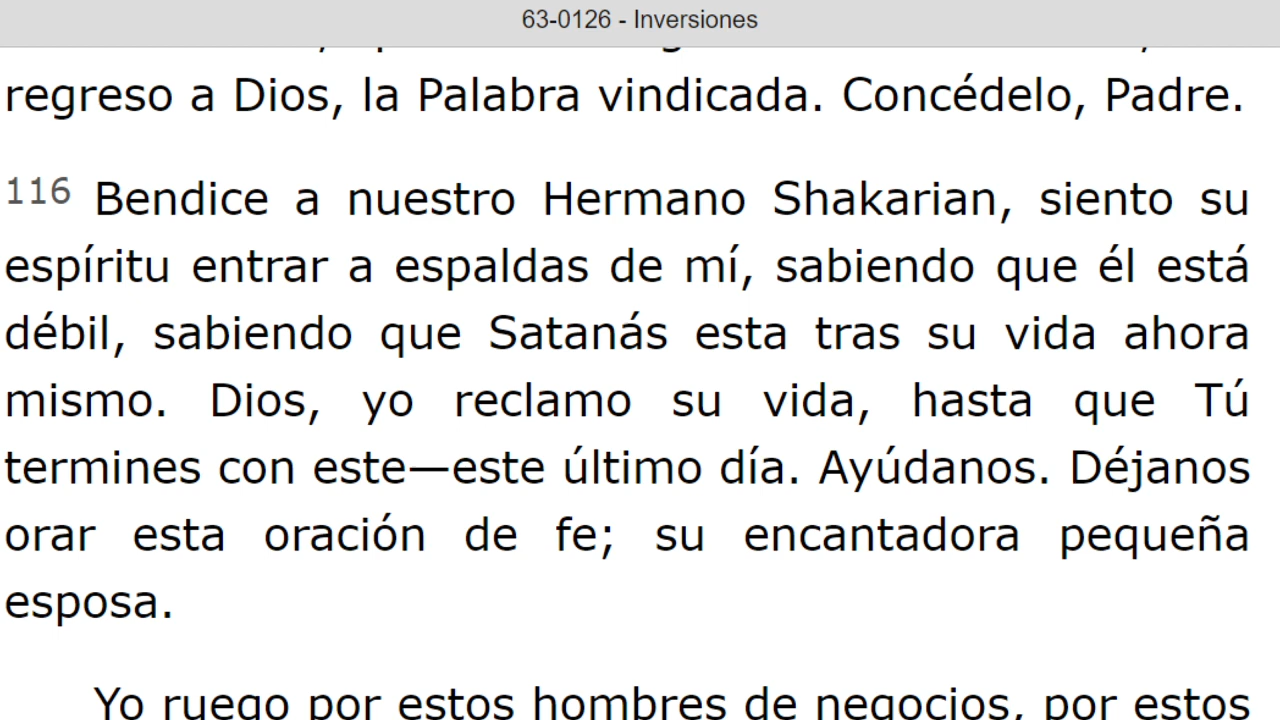 63-0126 - Inversiones
regreso a Dios, la Palabra vindicada. Concédelo, Padre.
116 Bendice a nuestro Hermano Shakarian, siento su
espíritu entrar a espaldas de mí, sabiendo que él está
débil, sabiendo que Satanás esta tras su vida ahora
mismo. Dios, yo reclamo su vida, hasta que Tú
termines con este—este último día. Ayúdanos. Déjanos
orar esta oración de fe; su encantadora pequeña
esposa.
Yo ruego por estos hombres de negocios, por estos